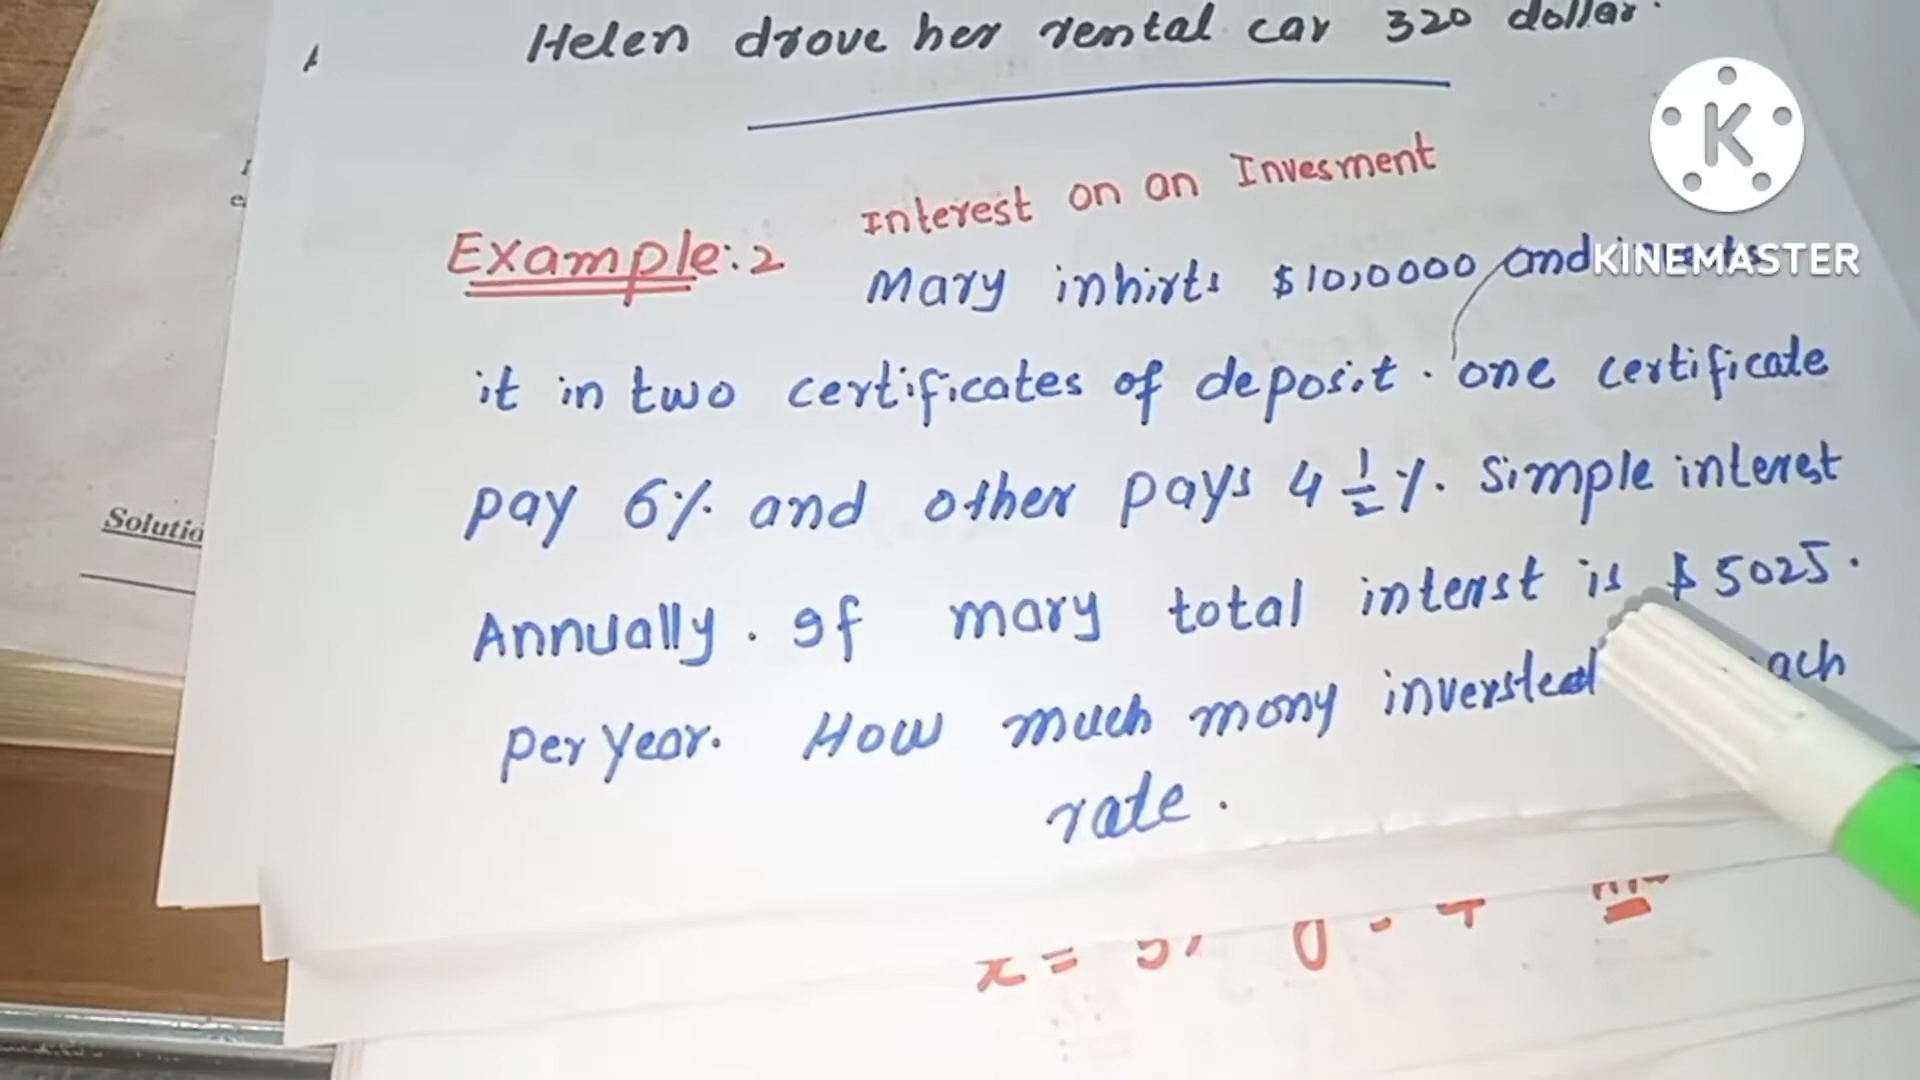 Helen drove her rental car 320 dollar.
Interest on an Invesment
Example:2
Mary inhirts $10,0000 and
KINEMASTER
it in two certificates of deposit. one certificate
pay 6% and other pays 4 1/2 %. Simple interest
Annually. If mary total interst is $5025.
per year. How much mony inversted
rate.
Solutio
x =